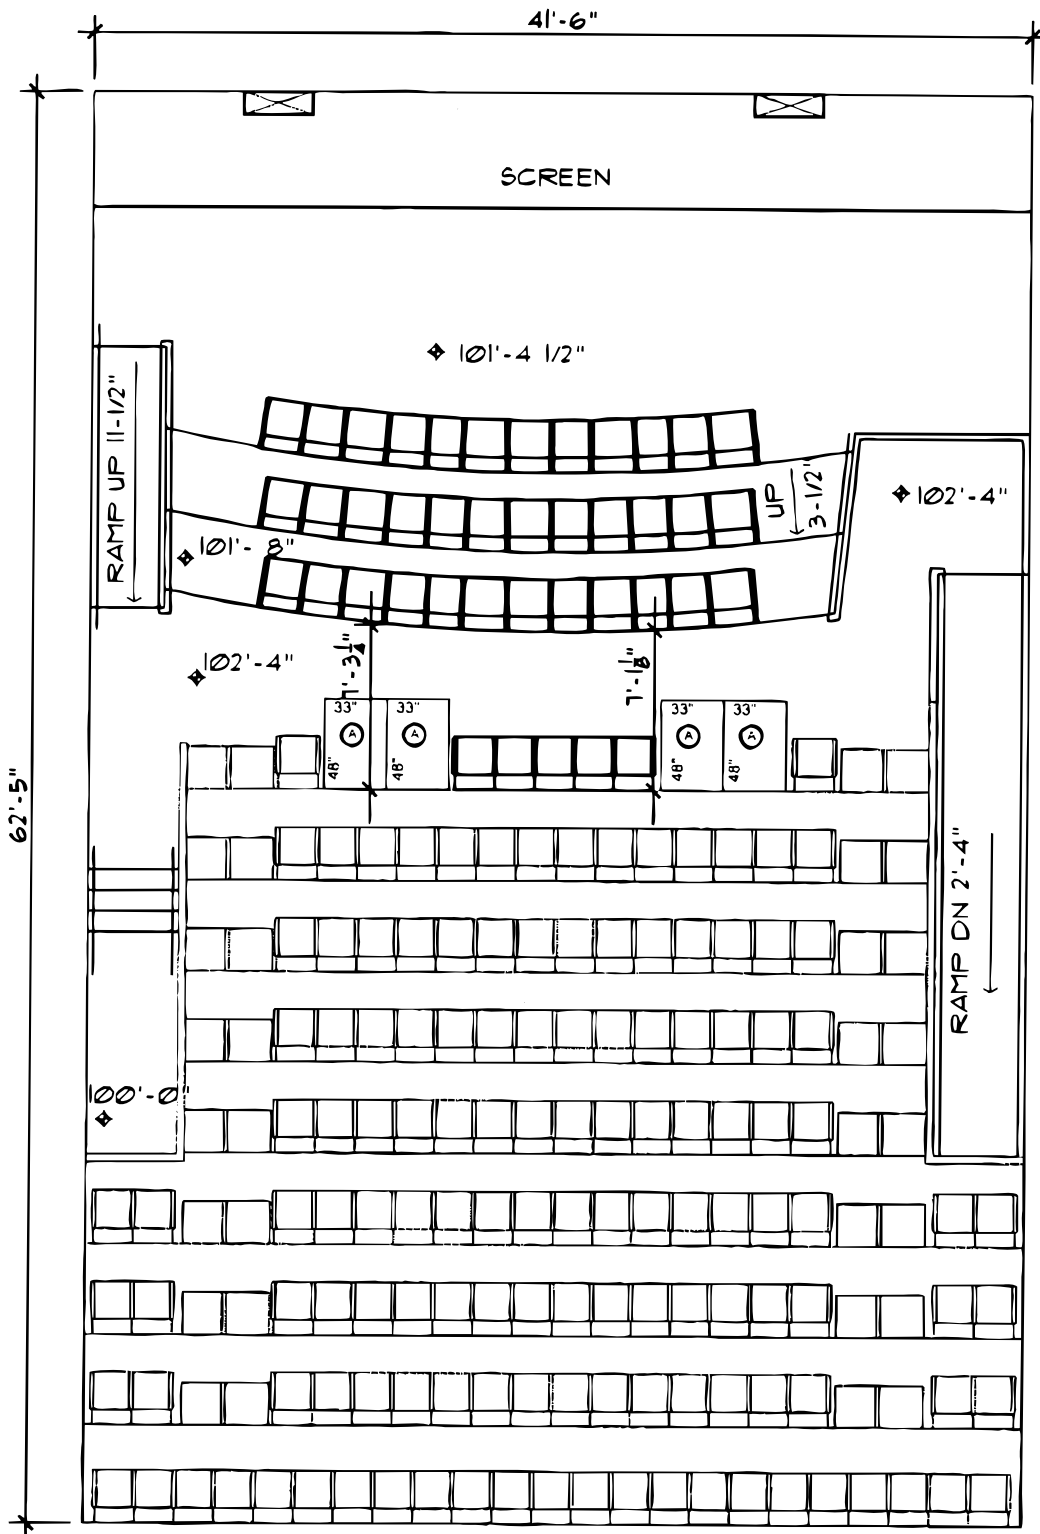 41'-6"
SCREEN
101'-4 1/2"
RAMP UP 11-1/2"
UP
3-1/2"
102'-4"
101'- 8"
102'-4"
7'-3 1/4"
7'-1 1/8"
33"
A
48"
33"
A
48"
33"
A
48"
33"
A
48"
62'-5"
RAMP DN 2'-4"
100'-0"